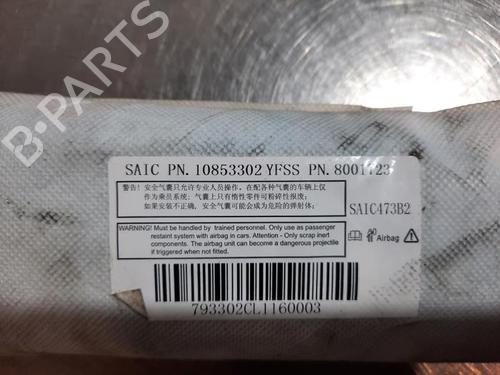 SAIC PN. 10853302 YFSS PN. 8001723
警告! 安全气囊只允许专业人员操作。在配各种气囊的车辆上仅
作为乘员系统; 气囊上只有惰性零件可粉碎性报废;
如果安装不正确, 安全气囊可能会成为危险的弹射体;
SAIC473B2
WARNING! Must be handled by trained personnel. Only use as passenger
restraint system with airbag in cars. Attention - Only scrap inert
components. The airbag unit can become a dangerous projectile
if triggered when not fitted.
Airbag
793302CL1160003